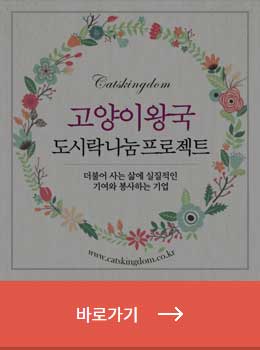 Catskingdom
고양이왕국
도시락나눔프로젝트
더불어 사는 삶에 실질적인
기여와 봉사하는 기업
www.catskingdom.co.kr
바로가기 →